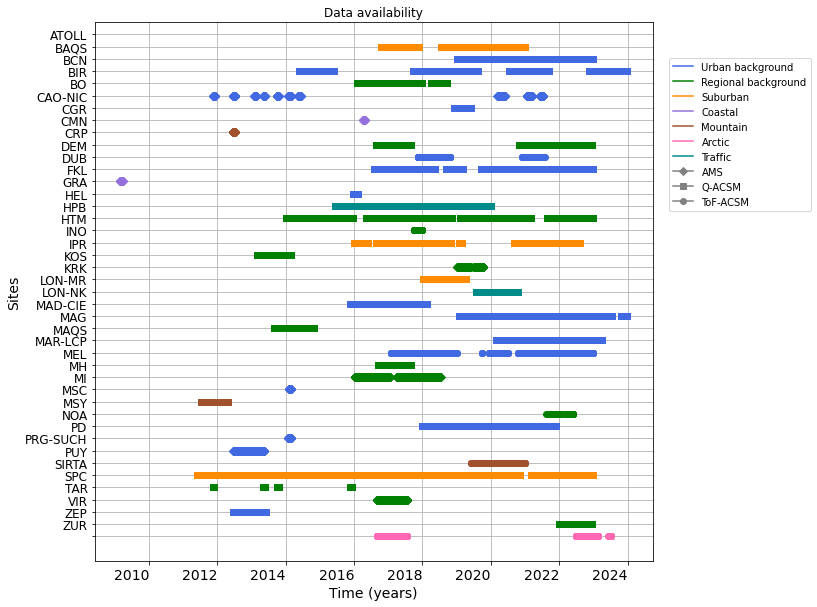 Data availability
ATOLL
BAQS
BCN
BIR
BO
CAO-NIC
CGR
CMN
CRP
DEM
DUB
FKL
GRA
HEL
HPB
HTM
INO
IPR
KOS
KRK
LON-MR
LON-NK
MAD-CIE
MAG
MAQS
MAR-LCP
MEL
MH
MI
MSC
MSY
NOA
PD
PRG-SUCH
PUY
SIRTA
SPC
TAR
VIR
ZEP
ZUR
Sites
2010 2012 2014 2016 2018 2020 2022 2024
Time (years)
Urban background
Regional background
Suburban
Coastal
Mountain
Arctic
Traffic
AMS
Q-ACSM
ToF-ACSM